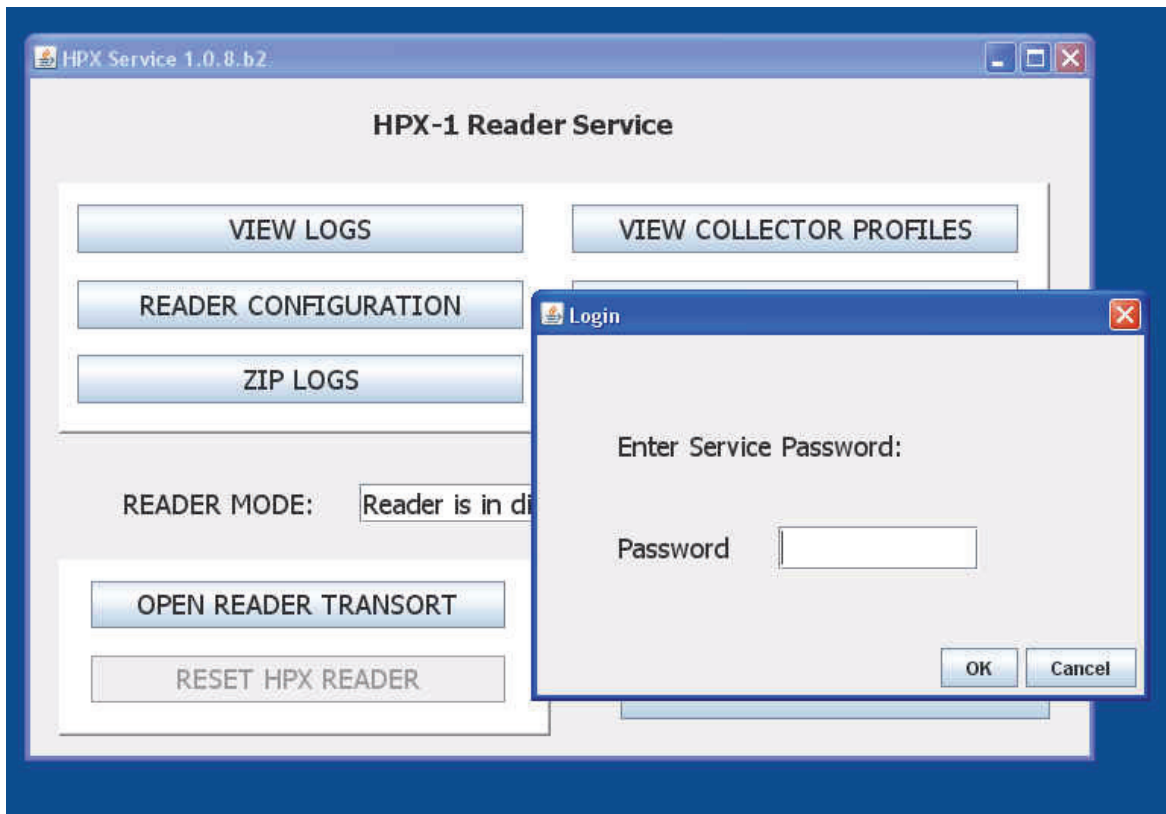 HPX Service 1.0.8.b2
HPX-1 Reader Service
VIEW LOGS
VIEW COLLECTOR PROFILES
READER CONFIGURATION
ZIP LOGS
Login
Enter Service Password:
Password
OK
Cancel
READER MODE:
Reader is in di
OPEN READER TRANSORT
RESET HPX READER